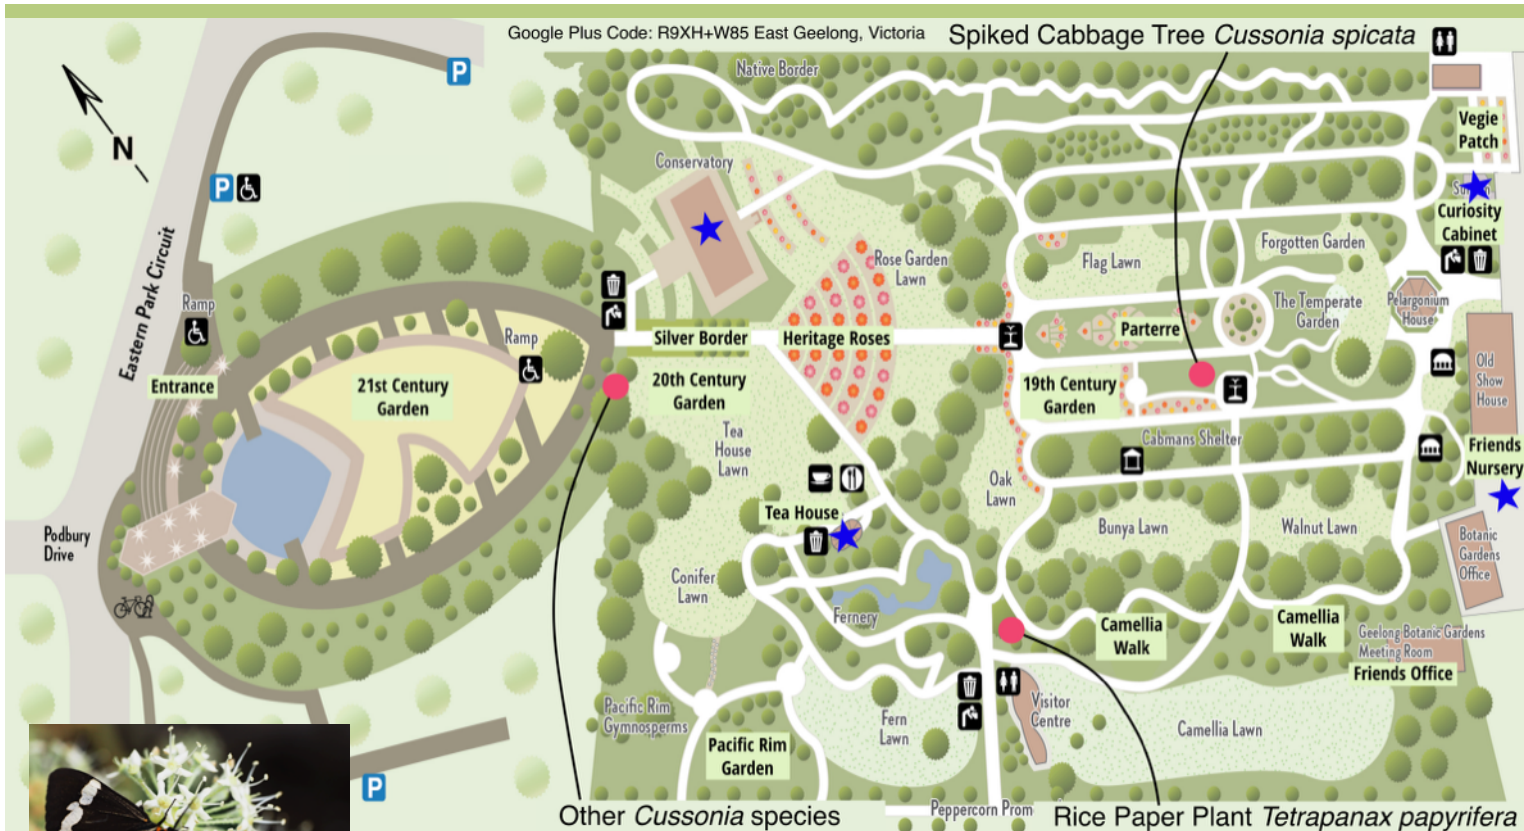 Google Plus Code: R9XH+W85 East Geelong, Victoria
Spiked Cabbage Tree Cussonia spicata
P
N
Native Border
Vegie
Patch
Conservatory
P
Curiosity
Cabinet
Eastern Park Circuit
Rose Garden
Lawn
Flag Lawn
Forgotten Garden
Ramp
The Temperate
Garden
Pelargonium
House
Ramp
Silver Border
Heritage Roses
Parterre
Entrance
21st Century
Garden
20th Century
Garden
19th Century
Garden
Old
Show
House
Tea
House
Lawn
Cabmans Shelter
Friends
Nursery
Oak
Lawn
Tea House
Bunya Lawn
Walnut Lawn
Podbury
Drive
Botanic
Gardens
Office
Conifer
Lawn
Fernery
Camellia
Walk
Camellia
Walk
Geelong Botanic Gardens
Meeting Room
Friends Office
Pacific Rim
Gymnosperms
Visitor
Centre
Fern
Lawn
Camellia Lawn
Pacific Rim
Garden
P
Other Cussonia species
Peppercorn Prom
Rice Paper Plant Tetrapanax papyrifera